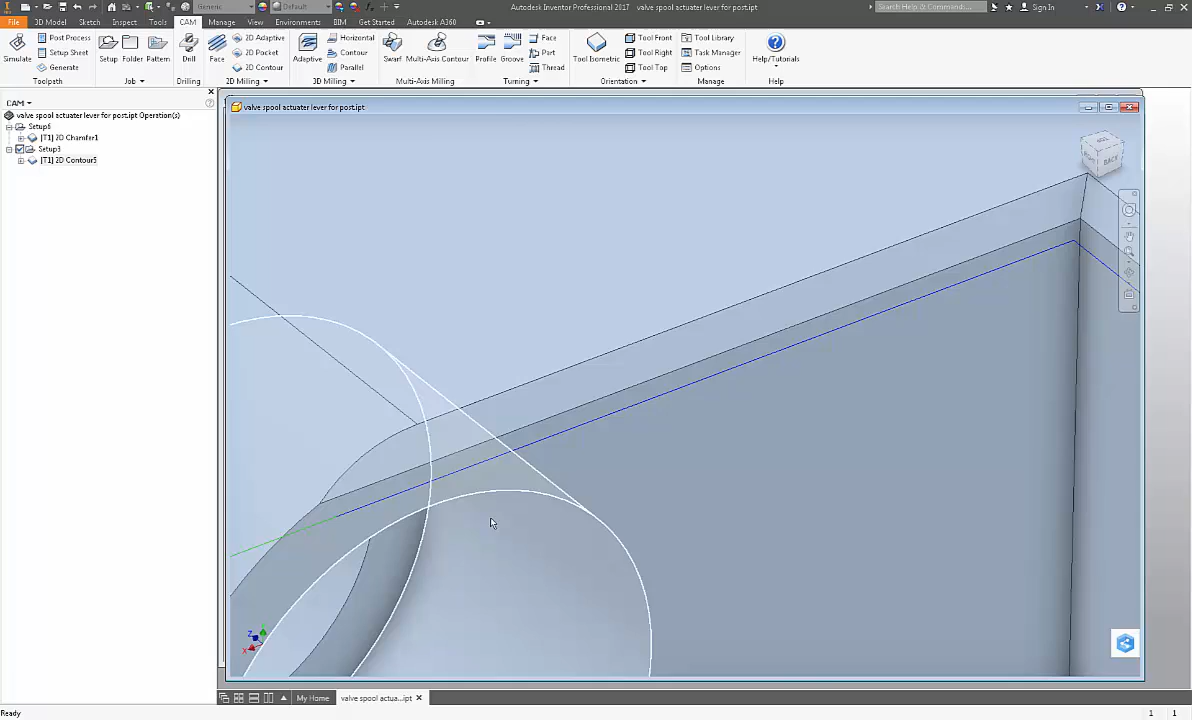 Generic Default Autodesk Inventor Professional 2017 valve spool actuater lever for post.ipt Search Help & Commands... Sign In
File 3D Model Sketch Inspect Tools CAM Manage View Environments BIM Get Started Autodesk A360
Simulate Post Process Setup Sheet Generate Toolpath
Setup Folder Pattern Job
Drill Drilling
Face 2D Adaptive 2D Pocket 2D Contour 2D Milling
Adaptive Horizontal Contour Parallel 3D Milling
Swarf Multi-Axis Contour Multi-Axis Milling
Profile Groove Face Part Thread Turning
Tool Isometric Tool Front Tool Right Tool Top Orientation
Tool Library Task Manager Options Manage
Help/Tutorials Help
CAM
valve spool actuater lever for post.ipt Operation(s)
Setup6
[T1] 2D Chamfer1
Setup3
[T1] 2D Contour5
valve spool actuater lever for post.ipt
BACK
Z
X
My Home valve spool actua...ipt
Ready 1 1